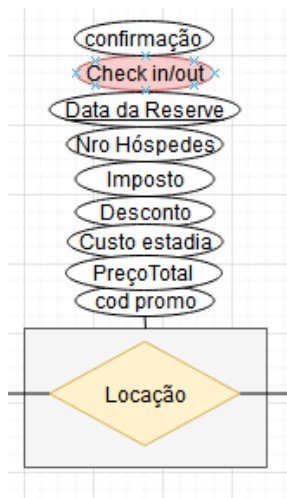 confirmação
Check in/out
Data da Reserve
Nro Hóspedes
Imposto
Desconto
Custo estadia
PreçoTotal
cod promo
Locação